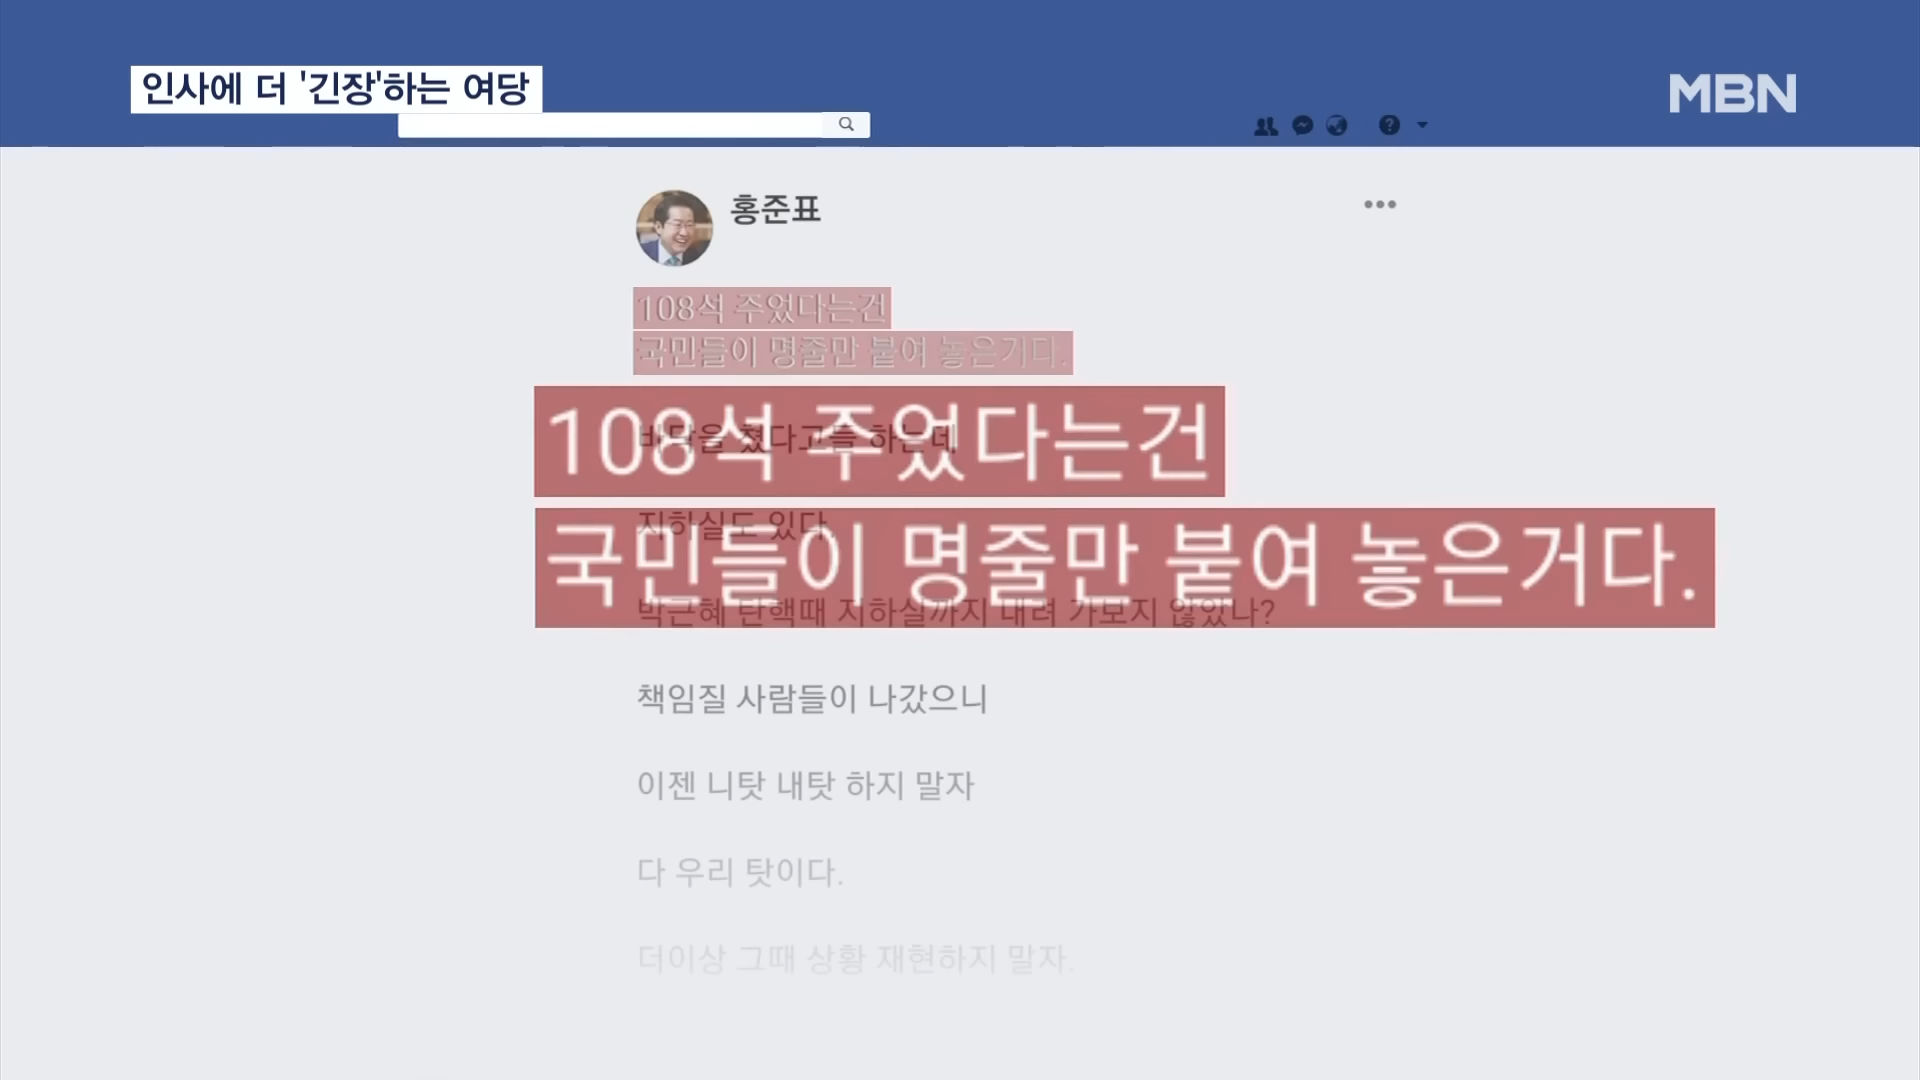 인사에 더 '긴장'하는 여당
MBN
홍준표
108석 주었다는건
국민들이 명줄만 붙여 놓은거다.
108석 주었다는건
바닥을 쳤다고들 하는데
지하실도 있다.
국민들이 명줄만 붙여 놓은거다.
박근혜 탄핵때 지하실까지 내려 가보지 않았나?
책임질 사람들이 나갔으니
이젠 니탓 내탓 하지 말자
다 우리 탓이다.
더이상 그때 상황 재현하지 말자.